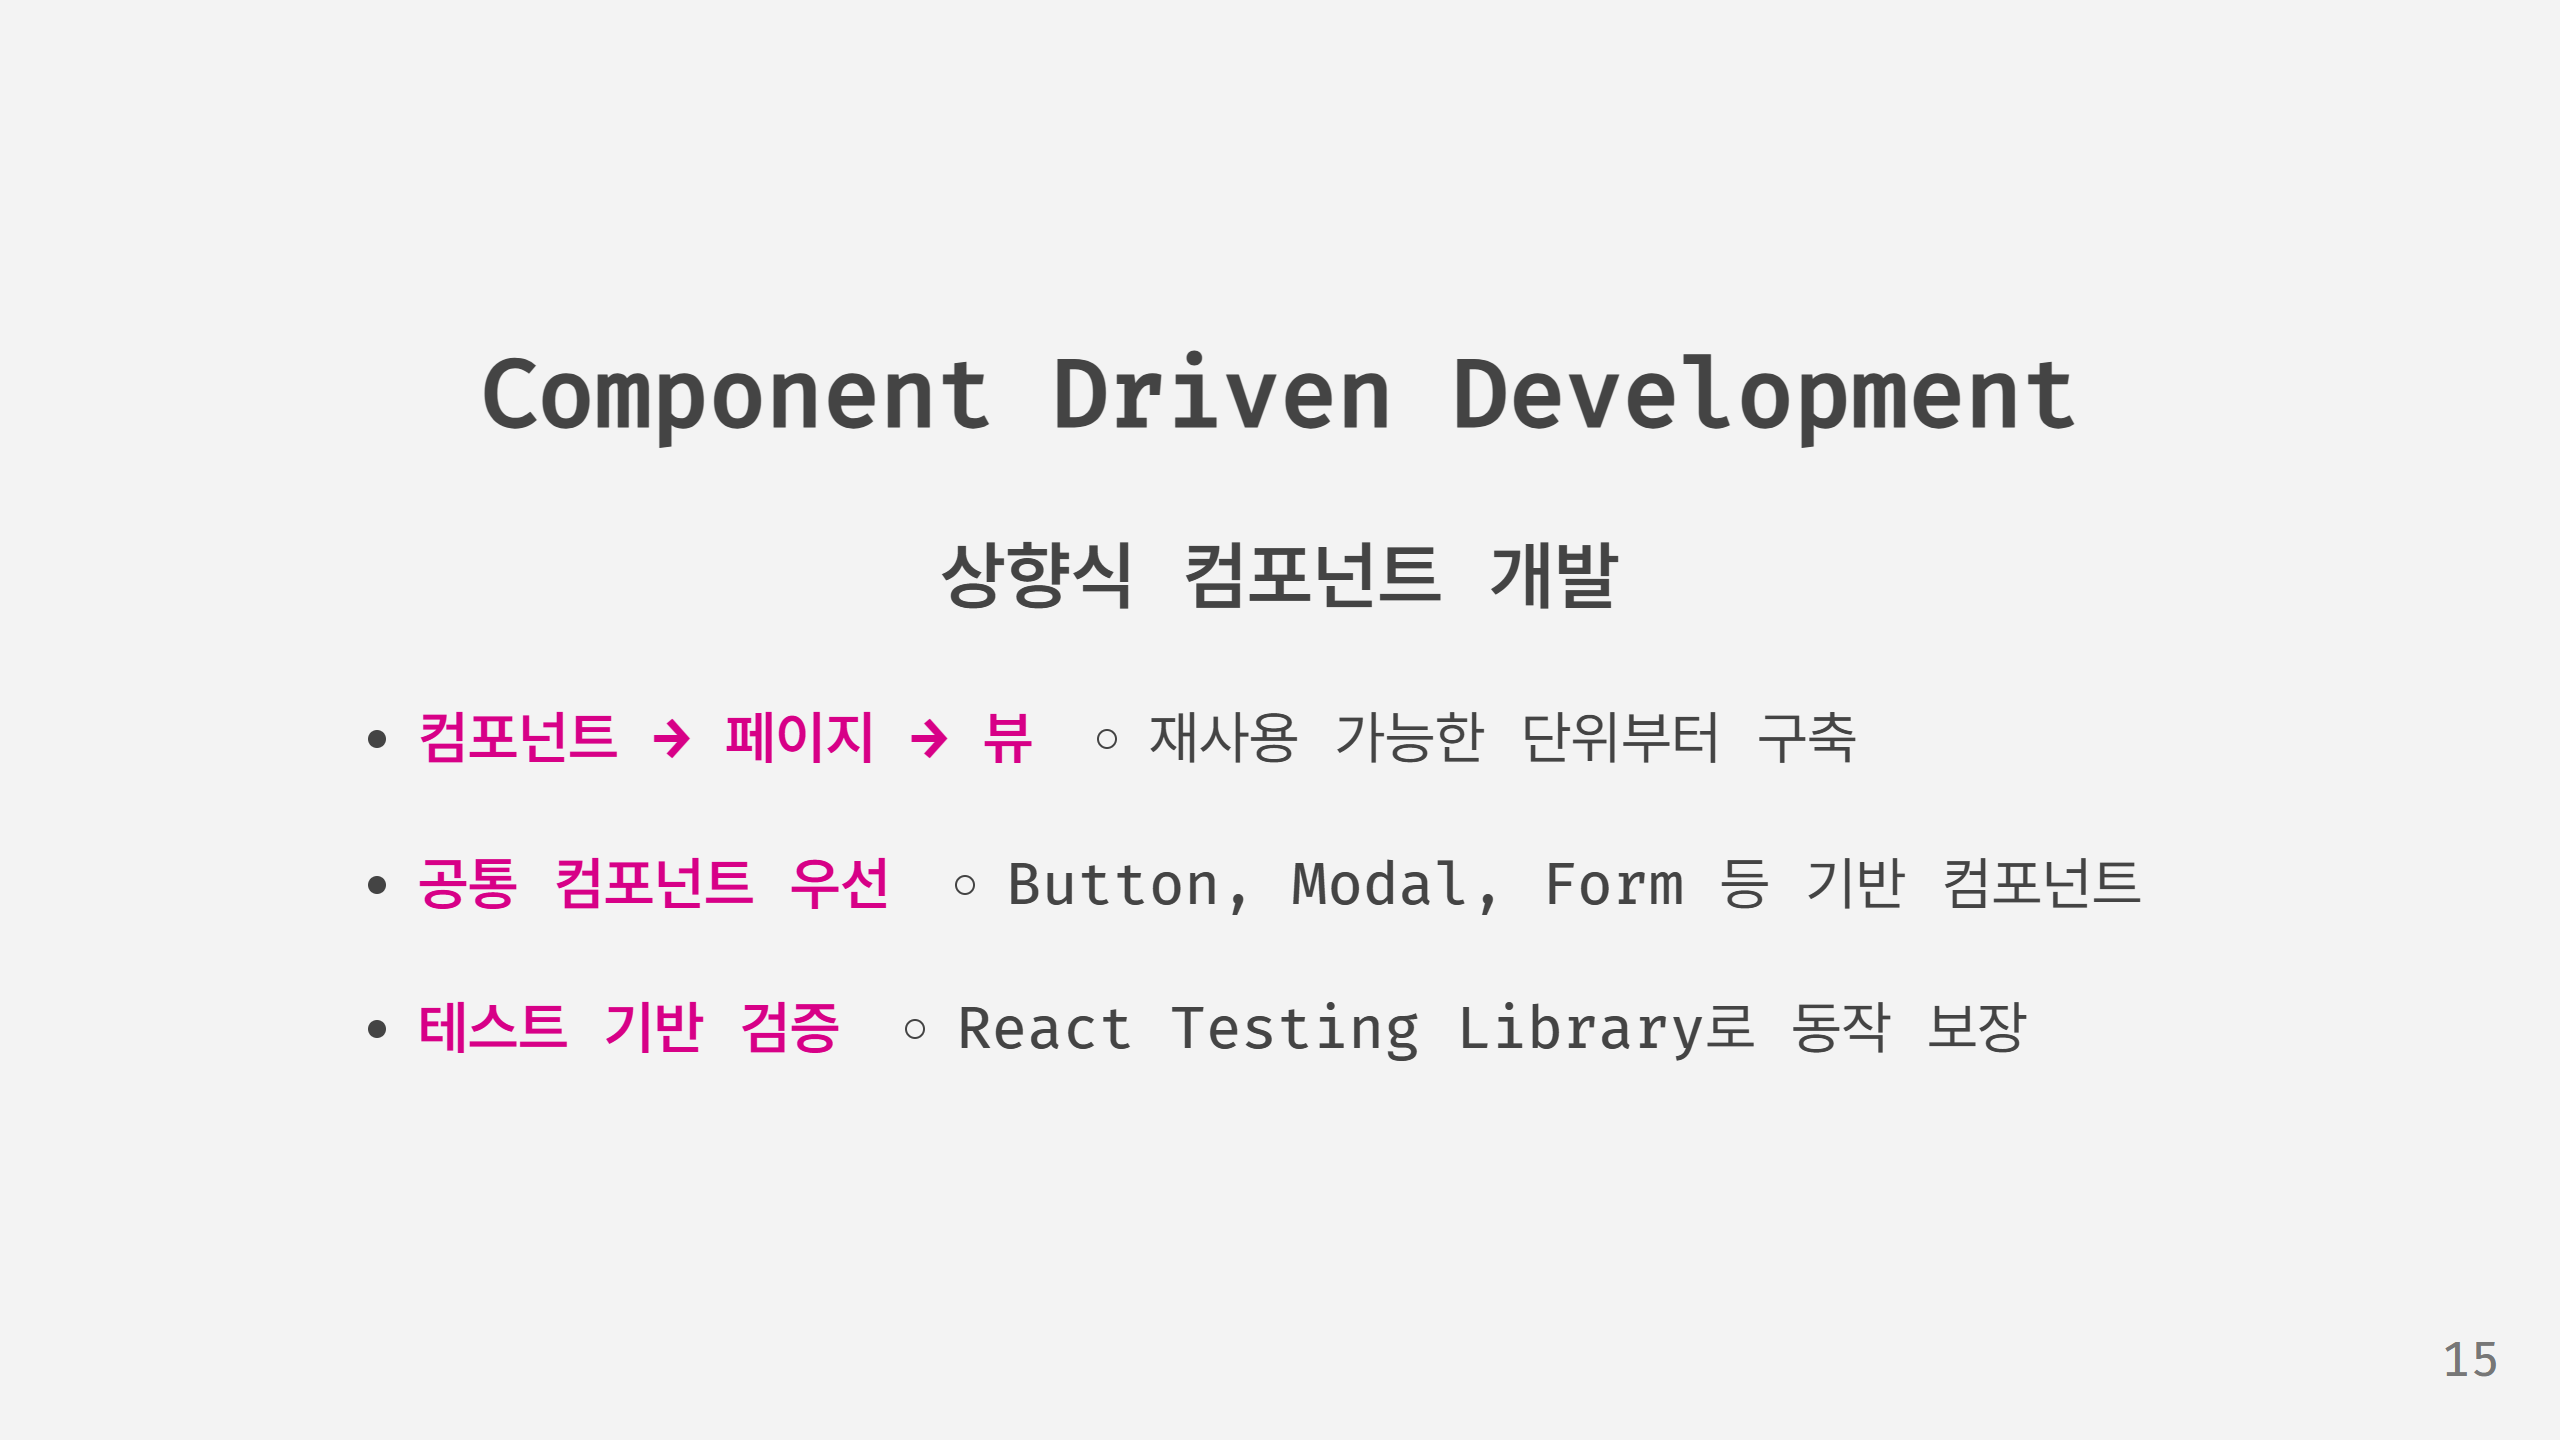 Component Driven Development
상향식 컴포넌트 개발
• 컴포넌트 → 페이지 → 뷰 ○ 재사용 가능한 단위부터 구축
• 공통 컴포넌트 우선 ○ Button, Modal, Form 등 기반 컴포넌트
• 테스트 기반 검증 ○ React Testing Library로 동작 보장
15